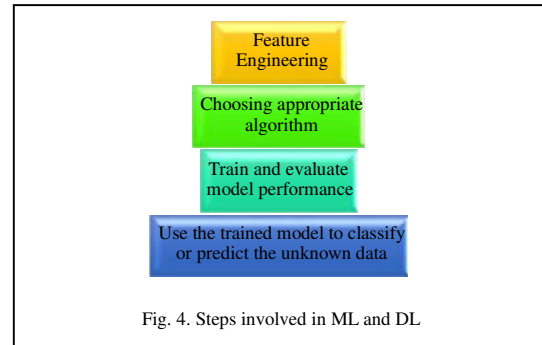 Feature
Engineering
Choosing appropriate
algorithm
Train and evaluate
model performance
Use the trained model to classify
or predict the unknown data
Fig. 4. Steps involved in ML and DL